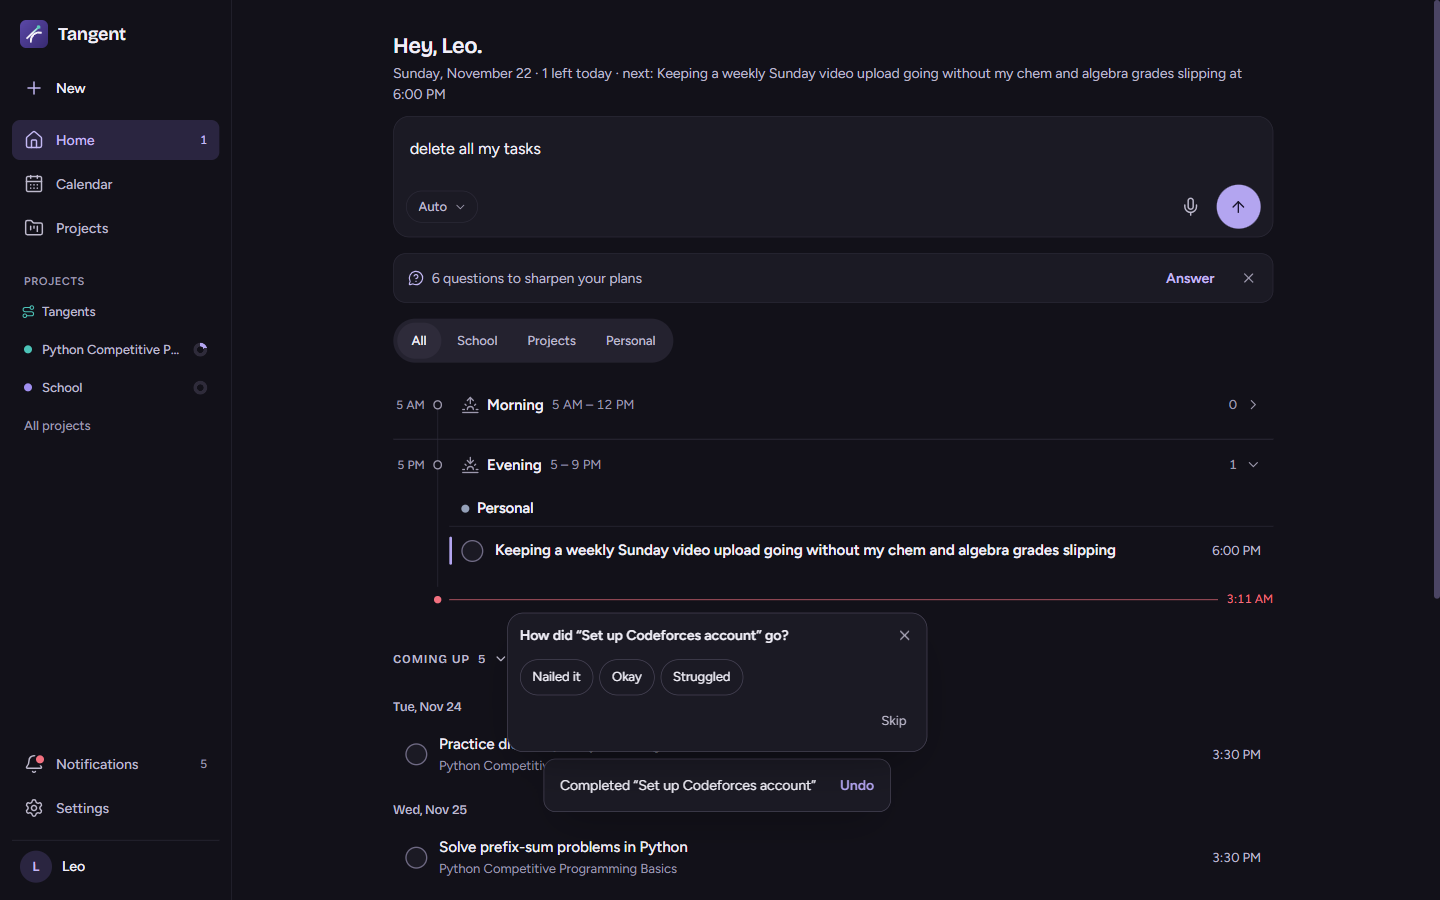 Tangent
New
Home 1
Calendar
Projects
PROJECTS
Tangents
Python Competitive P...
School
All projects
Notifications 5
Settings
L Leo
Hey, Leo.
Sunday, November 22 · 1 left today · next: Keeping a weekly Sunday video upload going without my chem and algebra grades slipping at
6:00 PM
delete all my tasks
Auto
6 questions to sharpen your plans Answer
All School Projects Personal
5 AM Morning 5 AM – 12 PM 0
5 PM Evening 5 – 9 PM 1
Personal
Keeping a weekly Sunday video upload going without my chem and algebra grades slipping 6:00 PM
3:11 AM
How did “Set up Codeforces account” go?
Nailed it Okay Struggled
Skip
COMING UP 5
Tue, Nov 24
Practice 3:30 PM
Python
Completed “Set up Codeforces account” Undo
Wed, Nov 25
Solve prefix-sum problems in Python 3:30 PM
Python Competitive Programming Basics